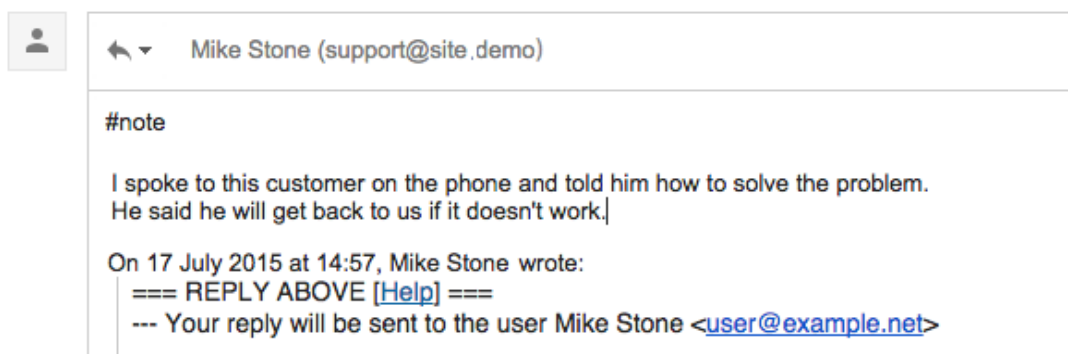 Mike Stone (support@site.demo)
#note
I spoke to this customer on the phone and told him how to solve the problem.
He said he will get back to us if it doesn't work.
On 17 July 2015 at 14:57, Mike Stone wrote:
=== REPLY ABOVE [Help] ===
--- Your reply will be sent to the user Mike Stone <user@example.net>